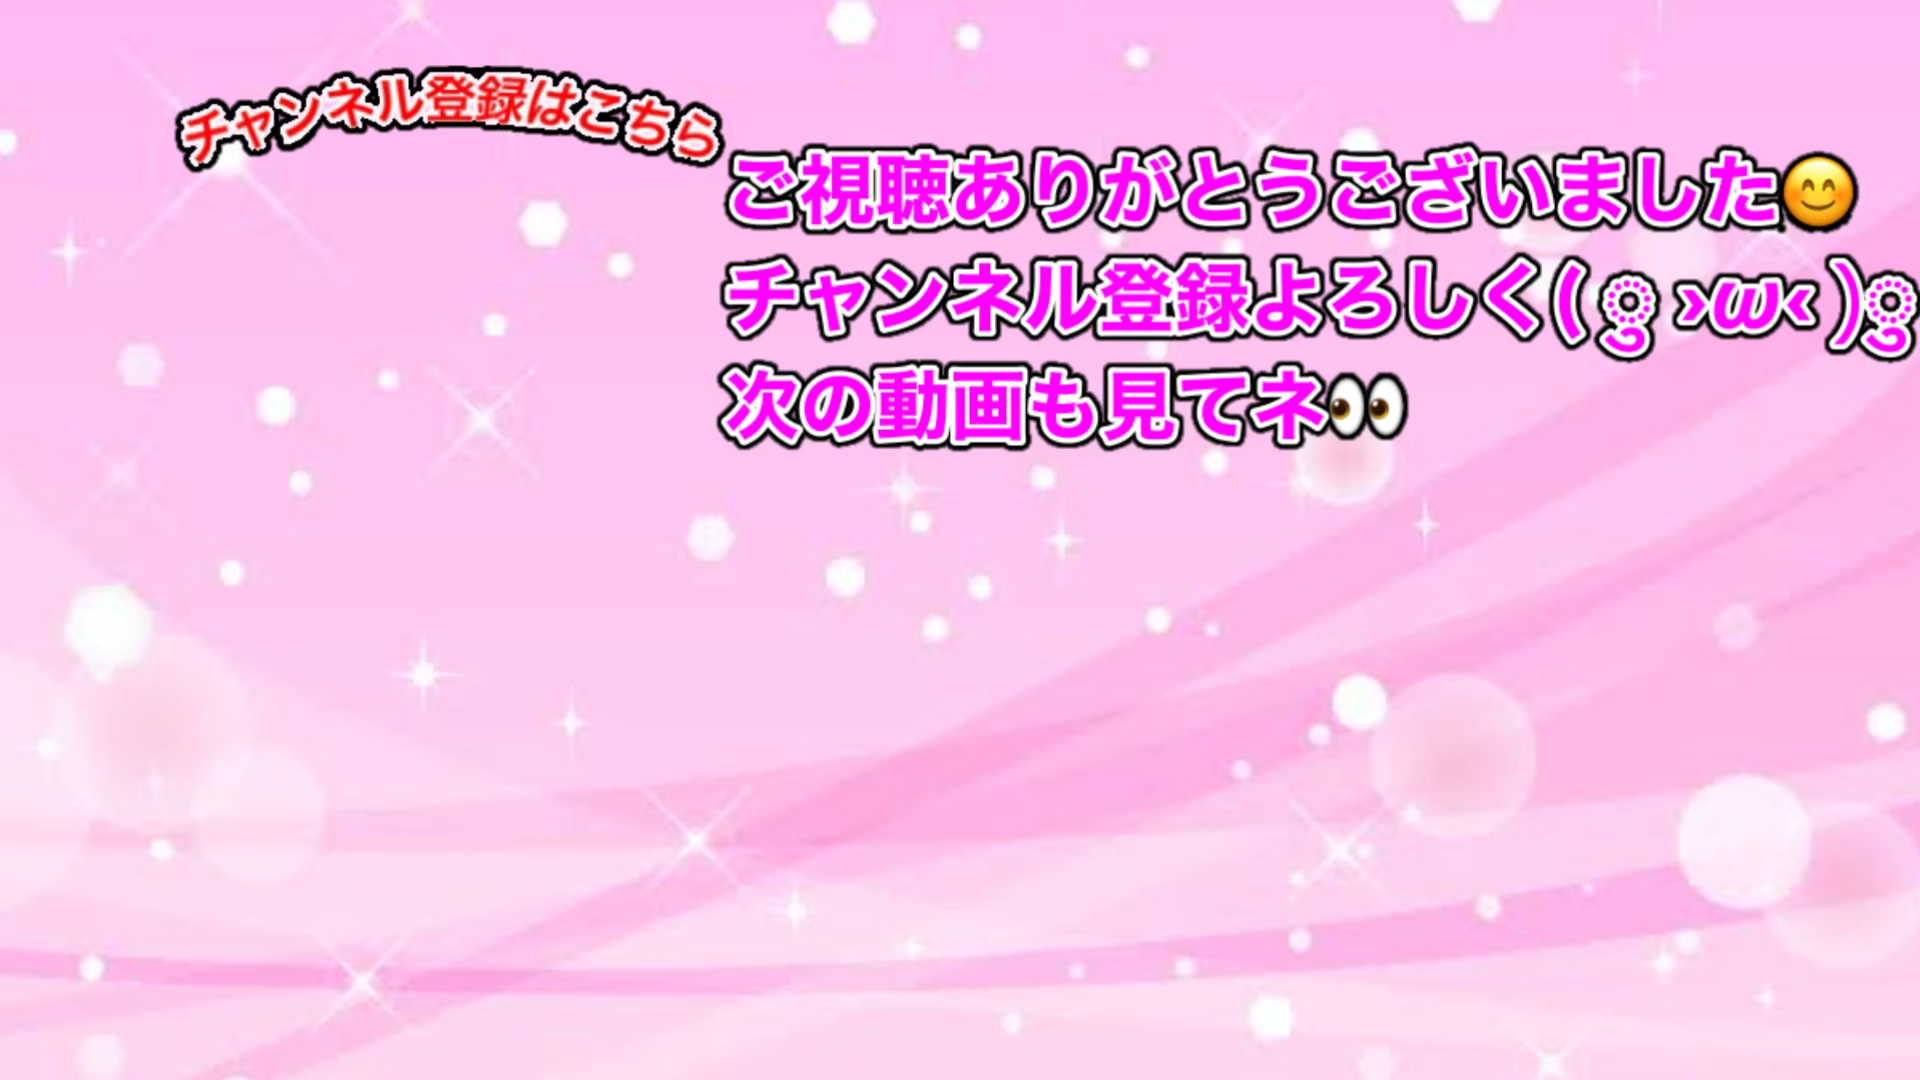 チャンネル登録はこちら
ご視聴ありがとうございました😊
チャンネル登録よろしく( ु ›ω‹ )ु
次の動画も見てネ👀